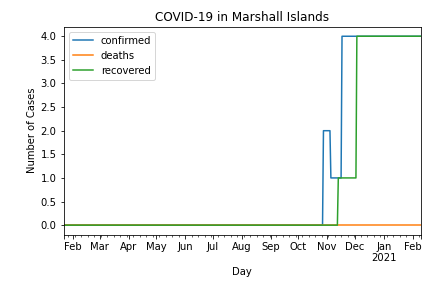 COVID-19 in Marshall Islands
confirmed
deaths
recovered
Number of Cases
4.0
3.5
3.0
2.5
2.0
1.5
1.0
0.5
0.0
Feb Mar Apr May Jun Jul Aug Sep Oct Nov Dec Jan Feb
2021
Day